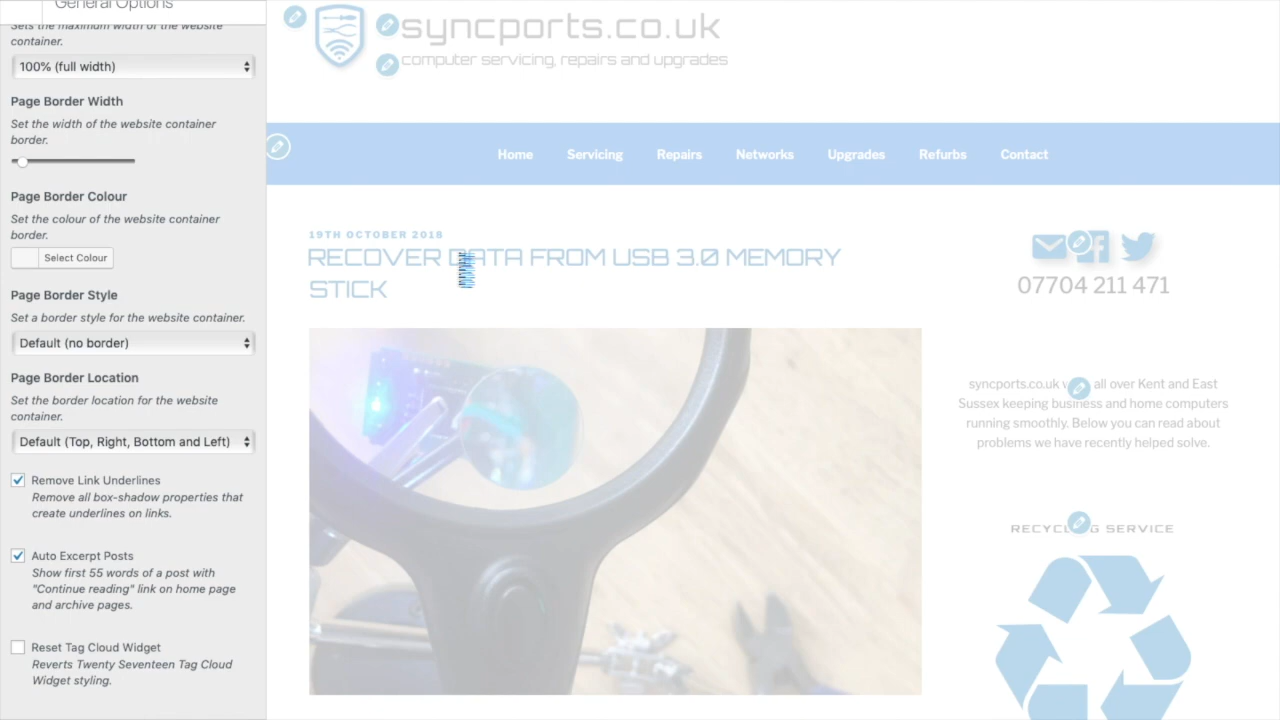 General Options
Sets the maximum width of the website
container.
100% (full width)
Page Border Width
Set the width of the website container
border.
Page Border Colour
Set the colour of the website container
border.
Select Colour
Page Border Style
Set a border style for the website container.
Default (no border)
Page Border Location
Set the border location for the website
container.
Default (Top, Right, Bottom and Left)
Remove Link Underlines
Remove all box-shadow properties that
create underlines on links.
Auto Excerpt Posts
Show first 55 words of a post with
"Continue reading" link on home page
and archive pages.
Reset Tag Cloud Widget
Reverts Twenty Seventeen Tag Cloud
Widget styling.
syncports.co.uk
computer servicing, repairs and upgrades
Home Servicing Repairs Networks Upgrades Refurbs Contact
19TH OCTOBER 2018
RECOVER DATA FROM USB 3.0 MEMORY
STICK
07704 211 471
syncports.co.uk all over Kent and East
Sussex keeping business and home computers
running smoothly. Below you can read about
problems we have recently helped solve.
RECYCLING SERVICE